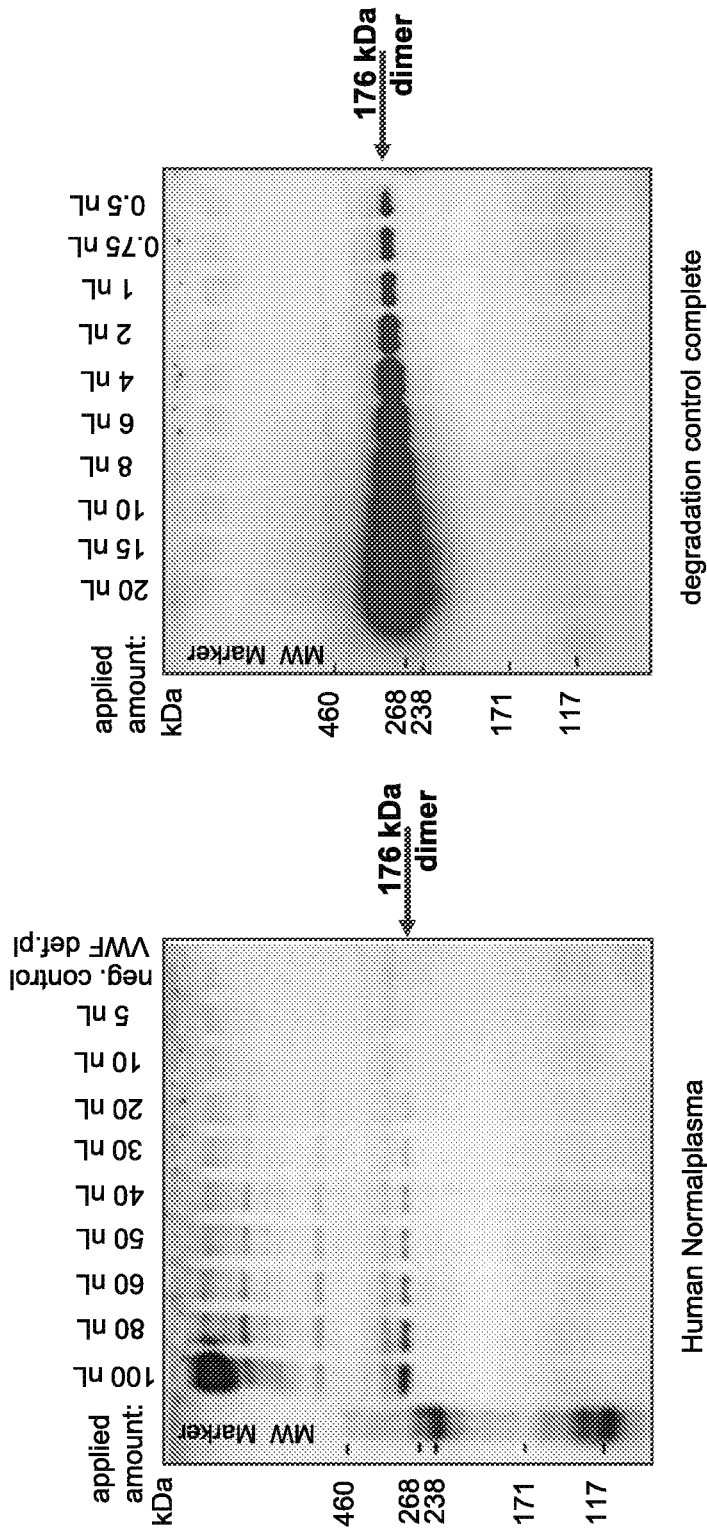 applied
amount:
kDa
100 nL
80 nL
60 nL
50 nL
40 nL
30 nL
20 nL
10 nL
5 nL
neg. control
VWF def.pl
MW Marker
460
268
238
171
117
176 kDa
dimer
Human Normalplasma
applied
amount:
kDa
20 nL
15 nL
10 nL
8 nL
6 nL
4 nL
2 nL
1 nL
0.75 nL
0.5 nL
MW Marker
460
268
238
171
117
176 kDa
dimer
degradation control complete